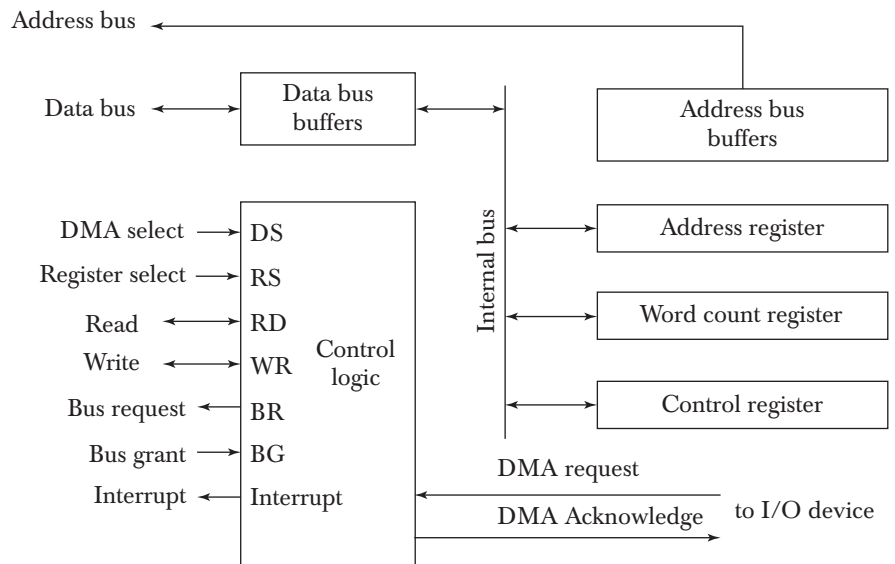 Address bus
Data bus
Data bus
buffers
Address bus
buffers
Internal bus
DMA select
DS
Address register
Register select
RS
Read
RD
Word count register
Write
WR
Control
logic
Bus request
BR
Control register
Bus grant
BG
DMA request
Interrupt
Interrupt
DMA Acknowledge
to I/O device